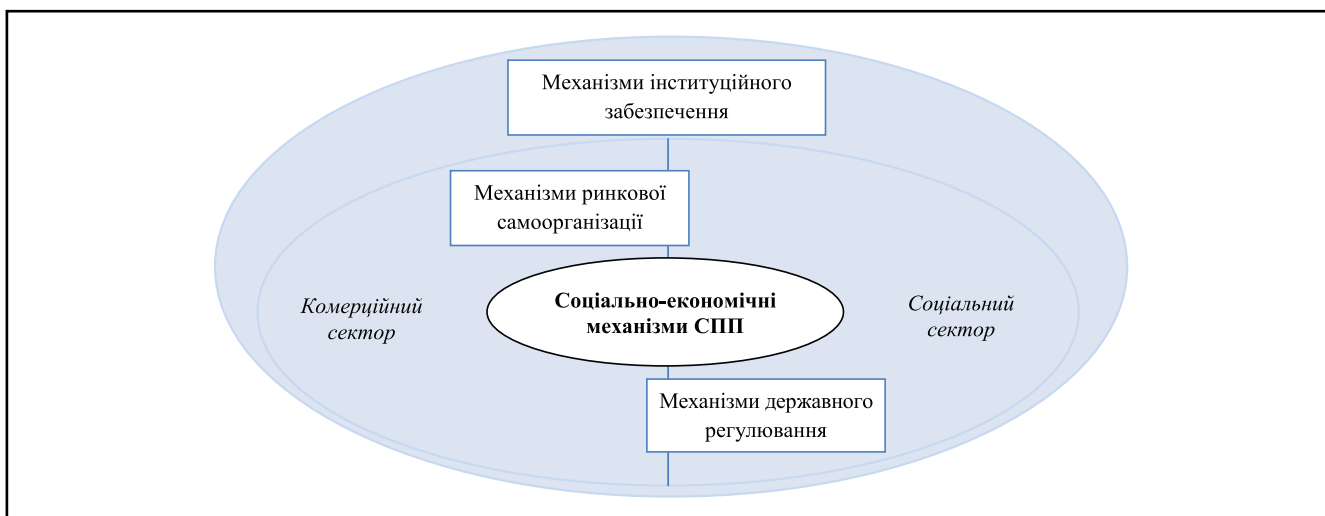 Механізми інституційного
забезпечення
Механізми ринкової
самоорганізації
Комерційний
сектор
Соціально-економічні
механізми СПП
Соціальний
сектор
Механізми державного
регулювання